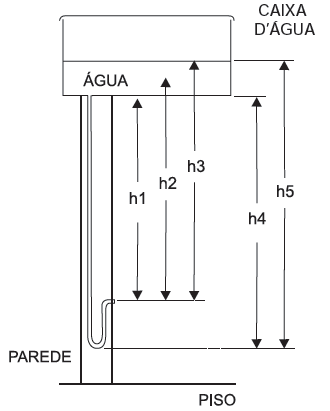 CAIXA
D'ÁGUA
ÁGUA
h3
h2
h1
h5
h4
PAREDE
PISO